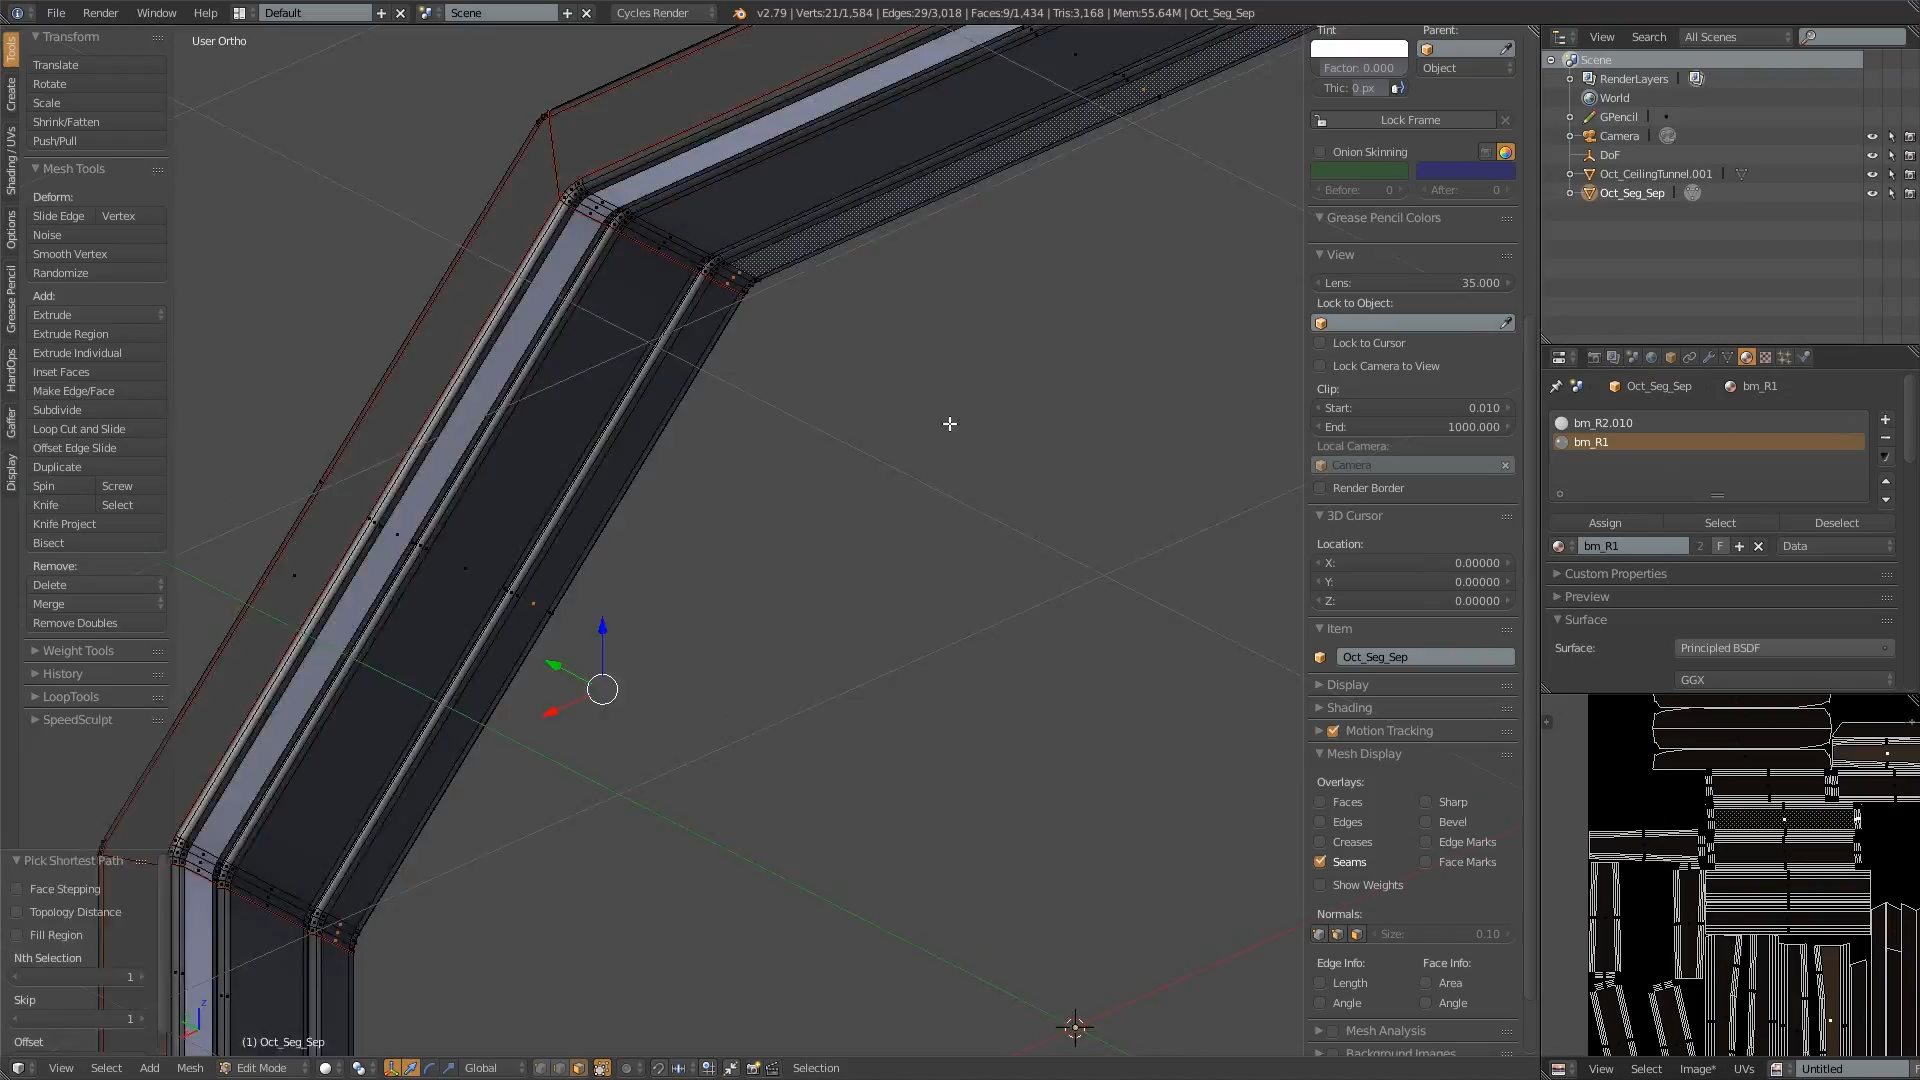 File Render Window Help Default Scene Cycles Render v2.79 | Verts:21/1,584 | Edges:29/3,018 | Faces:9/1,434 | Tris:3,168 | Mem:55.64M | Oct_Seg_Sep
Tools
Create
Shading / UVs
Options
Grease Pencil
HardOps
Gaffer
Display
Transform
Translate
Rotate
Scale
Shrink/Fatten
Push/Pull
Mesh Tools
Deform:
Slide Edge Vertex
Noise
Smooth Vertex
Randomize
Add:
Extrude
Extrude Region
Extrude Individual
Inset Faces
Make Edge/Face
Subdivide
Loop Cut and Slide
Offset Edge Slide
Duplicate
Spin Screw
Knife Select
Knife Project
Bisect
Remove:
Delete
Merge
Remove Doubles
Weight Tools
History
LoopTools
SpeedSculpt
Pick Shortest Path
Face Stepping
Topology Distance
Fill Region
Nth Selection
1
Skip
1
Offset
User Ortho
z
(1) Oct_Seg_Sep
View Select Add Mesh Edit Mode Global Selection
Tint Parent:
Factor: 0.000 Object
Thic: 0 px
Lock Frame
Onion Skinning
Before: 0 After: 0
Grease Pencil Colors
View
Lens: 35.000
Lock to Object:
Lock to Cursor
Lock Camera to View
Clip:
Start: 0.010
End: 1000.000
Local Camera:
Camera
Render Border
3D Cursor
Location:
X: 0.00000
Y: 0.00000
Z: 0.00000
Item
Oct_Seg_Sep
Display
Shading
Motion Tracking
Mesh Display
Overlays:
Faces Sharp
Edges Bevel
Creases Edge Marks
Seams Face Marks
Show Weights
Normals:
Size: 0.10
Edge Info: Face Info:
Length Area
Angle Angle
Mesh Analysis
Background Images
View Search All Scenes
Scene
RenderLayers
World
GPencil
Camera
DoF
Oct_CeilingTunnel.001
Oct_Seg_Sep
Oct_Seg_Sep bm_R1
bm_R2.010
bm_R1
Assign Select Deselect
bm_R1 2 F Data
Custom Properties
Preview
Surface
Surface: Principled BSDF
GGX
View Select Image* UVs Untitled F